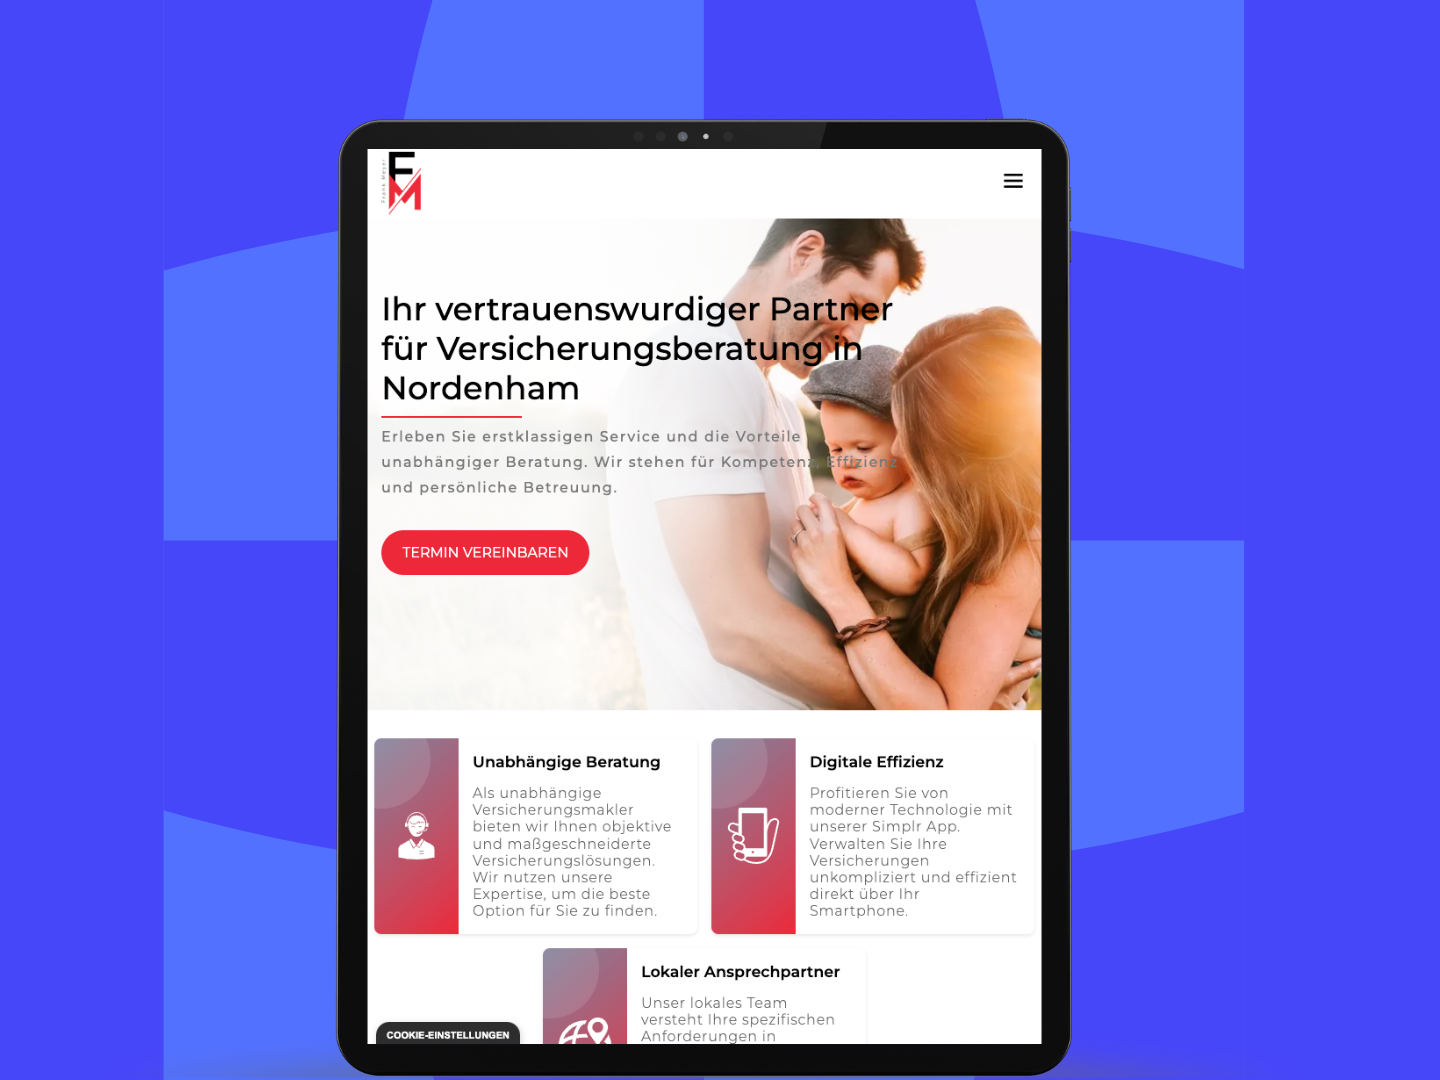 FM
Frank Meyer
Ihr vertrauenswurdiger Partner
für Versicherungsberatung in
Nordenham
Erleben Sie erstklassigen Service und die Vorteile
unabhängiger Beratung. Wir stehen für Kompetenz, Effizienz
und persönliche Betreuung.
TERMIN VEREINBAREN
Unabhängige Beratung
Als unabhängige
Versicherungsmakler
bieten wir Ihnen objektive
und maßgeschneiderte
Versicherungslösungen.
Wir nutzen unsere
Expertise, um die beste
Option für Sie zu finden.
Digitale Effizienz
Profitieren Sie von
moderner Technologie mit
unserer Simplr App.
Verwalten Sie Ihre
Versicherungen
unkompliziert und effizient
direkt über Ihr
Smartphone.
Lokaler Ansprechpartner
Unser lokales Team
versteht Ihre spezifischen
Anforderungen in
COOKIE-EINSTELLUNGEN